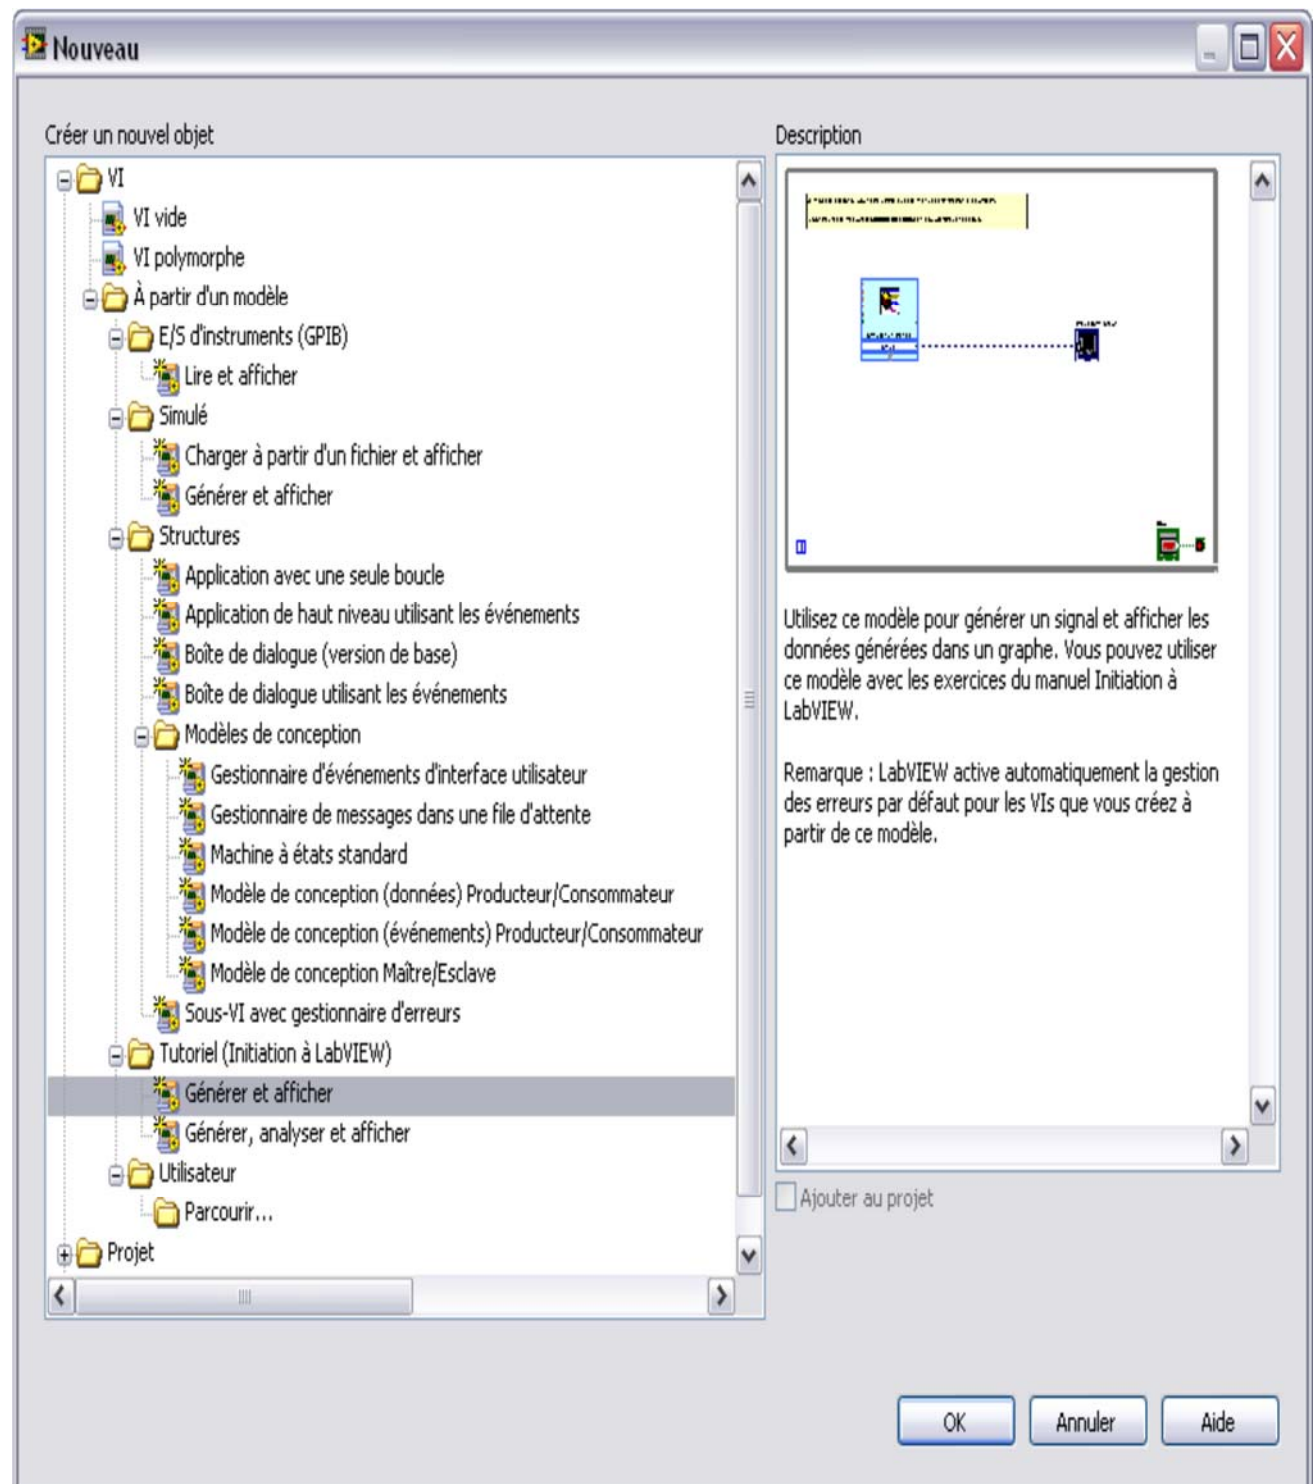 Nouveau
Créer un nouvel objet
VI
VI vide
VI polymorphe
À partir d'un modèle
E/S d'instruments (GPIB)
Lire et afficher
Simulé
Charger à partir d'un fichier et afficher
Générer et afficher
Structures
Application avec une seule boucle
Application de haut niveau utilisant les événements
Boîte de dialogue (version de base)
Boîte de dialogue utilisant les événements
Modèles de conception
Gestionnaire d'événements d'interface utilisateur
Gestionnaire de messages dans une file d'attente
Machine à états standard
Modèle de conception (données) Producteur/Consommateur
Modèle de conception (événements) Producteur/Consommateur
Modèle de conception Maître/Esclave
Sous-VI avec gestionnaire d'erreurs
Tutoriel (Initiation à LabVIEW)
Générer et afficher
Générer, analyser et afficher
Utilisateur
Parcourir...
Projet
Description
Utilisez ce modèle pour générer un signal et afficher les
données générées dans un graphe. Vous pouvez utiliser
ce modèle avec les exercices du manuel Initiation à
LabVIEW.
Remarque : LabVIEW active automatiquement la gestion
des erreurs par défaut pour les VIs que vous créez à
partir de ce modèle.
Ajouter au projet
OK
Annuler
Aide